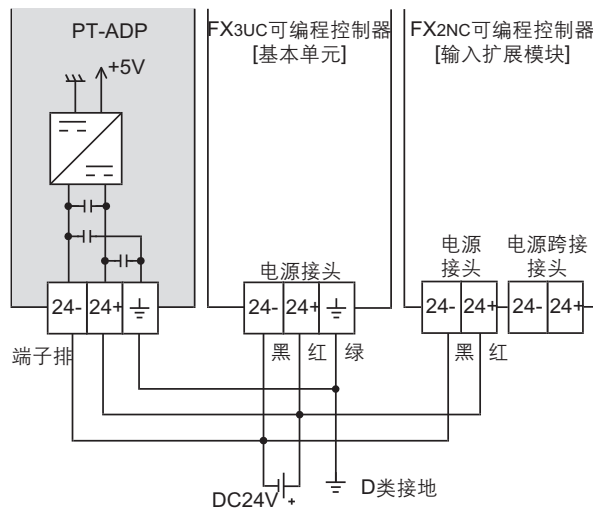 PT-ADP
+5V
24- 24+
端子排
FX3UC可编程控制器
[基本单元]
电源接头
24- 24+
黑 红 绿
FX2NC可编程控制器
[输入扩展模块]
电源
接头
电源跨接
接头
24- 24+ 24- 24+
黑 红
DC24V +
D类接地